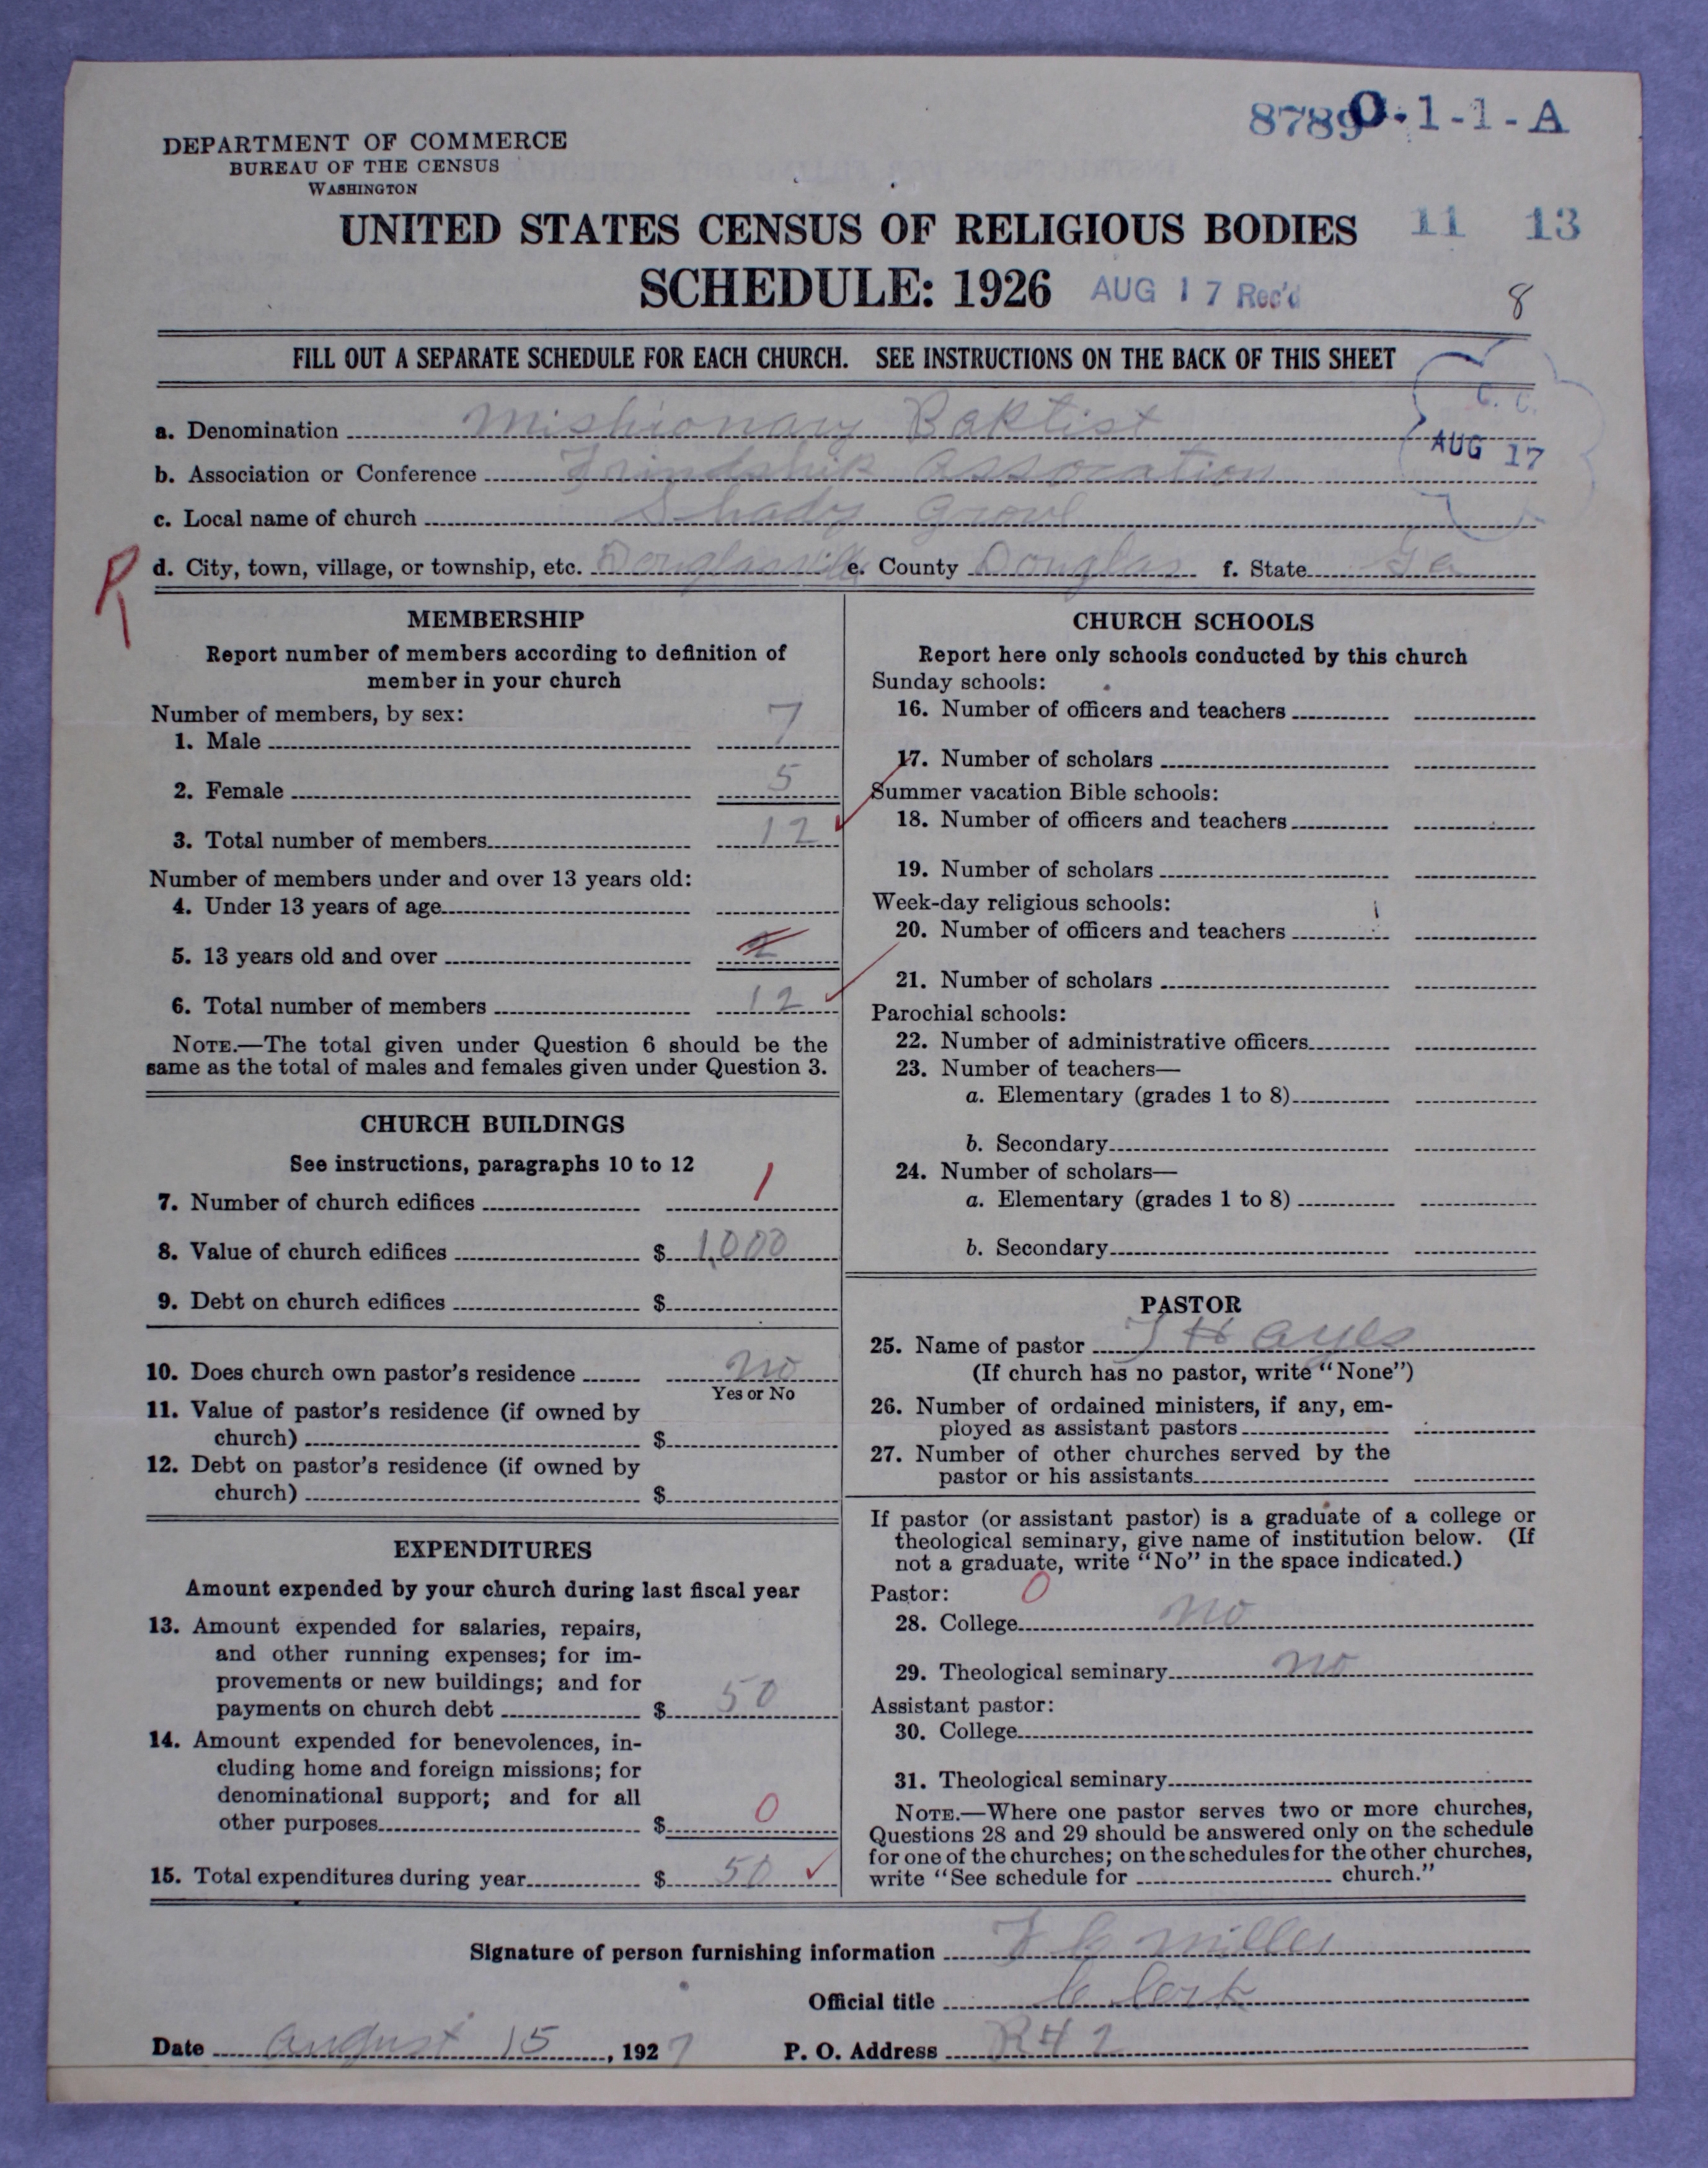 87890-1-1-A
DEPARTMENT OF COMMERCE
BUREAU OF THE CENSUS
WASHINGTON
UNITED STATES CENSUS OF RELIGIOUS BODIES 11 13
SCHEDULE: 1926 AUG 17 Rec'd 8
FILL OUT A SEPARATE SCHEDULE FOR EACH CHURCH. SEE INSTRUCTIONS ON THE BACK OF THIS SHEET
C. C.
AUG 17
a. Denomination Mishionary Baktist
b. Association or Conference Frindship Assocation
c. Local name of church Shady Grove
R
d. City, town, village, or township, etc. Douglasville e. County Douglas f. State Ga
MEMBERSHIP
Report number of members according to definition of
member in your church
Number of members, by sex:
1. Male 7
2. Female 5
3. Total number of members 12
Number of members under and over 13 years old:
4. Under 13 years of age
5. 13 years old and over 2
6. Total number of members 12
NOTE.—The total given under Question 6 should be the
same as the total of males and females given under Question 3.
CHURCH BUILDINGS
See instructions, paragraphs 10 to 12
7. Number of church edifices 1
8. Value of church edifices $ 1,000
9. Debt on church edifices $
10. Does church own pastor's residence no
Yes or No
11. Value of pastor's residence (if owned by
church) $
12. Debt on pastor's residence (if owned by
church) $
EXPENDITURES
Amount expended by your church during last fiscal year
13. Amount expended for salaries, repairs,
and other running expenses; for im-
provements or new buildings; and for
payments on church debt $ 50
14. Amount expended for benevolences, in-
cluding home and foreign missions; for
denominational support; and for all
other purposes $ 0
15. Total expenditures during year $ 50
CHURCH SCHOOLS
Report here only schools conducted by this church
Sunday schools:
16. Number of officers and teachers
17. Number of scholars
Summer vacation Bible schools:
18. Number of officers and teachers
19. Number of scholars
Week-day religious schools:
20. Number of officers and teachers
21. Number of scholars
Parochial schools:
22. Number of administrative officers
23. Number of teachers—
a. Elementary (grades 1 to 8)
b. Secondary
24. Number of scholars—
a. Elementary (grades 1 to 8)
b. Secondary
PASTOR
25. Name of pastor J Hayes
(If church has no pastor, write "None")
26. Number of ordained ministers, if any, em-
ployed as assistant pastors
27. Number of other churches served by the
pastor or his assistants
If pastor (or assistant pastor) is a graduate of a college or
theological seminary, give name of institution below. (If
not a graduate, write "No" in the space indicated.)
Pastor: 0
28. College no
29. Theological seminary no
Assistant pastor:
30. College
31. Theological seminary
NOTE.—Where one pastor serves two or more churches,
Questions 28 and 29 should be answered only on the schedule
for one of the churches; on the schedules for the other churches,
write "See schedule for church."
Signature of person furnishing information J C Miller
Official title Clerk
Date August 15, 1927 P. O. Address R # 2